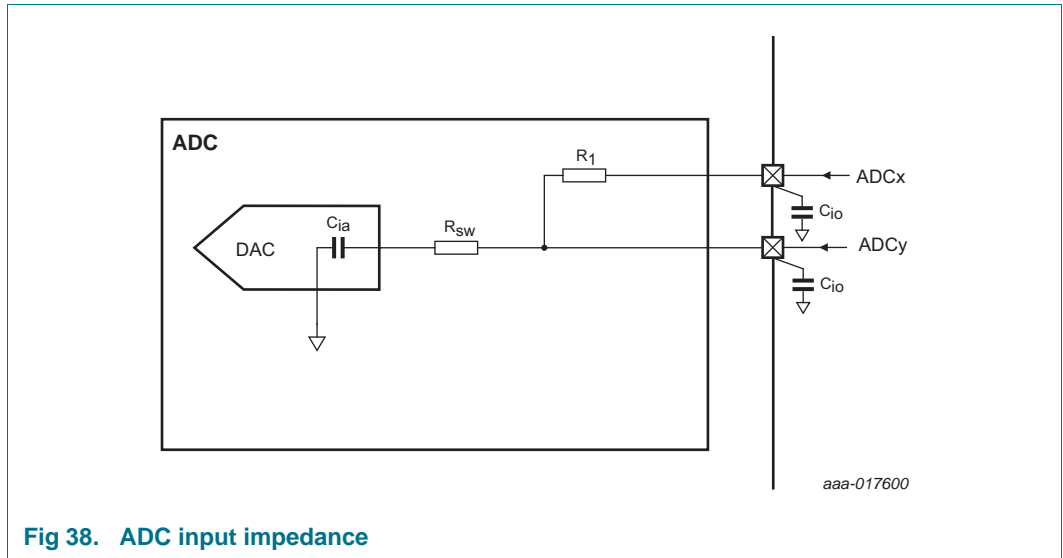 ADC
R1
ADCx
Cio
Cia
Rsw
DAC
ADCy
Cio
aaa-017600
Fig 38. ADC input impedance